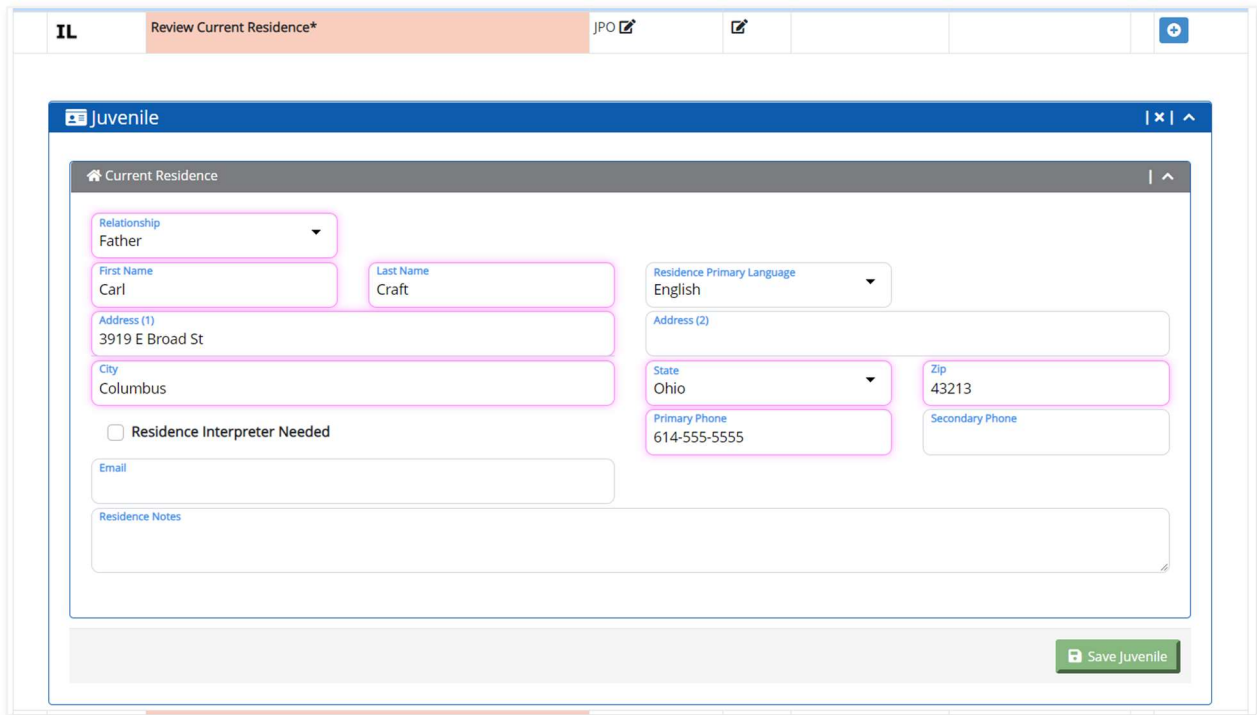 IL Review Current Residence* JPO
Juvenile
Current Residence
Relationship
Father
First Name Last Name Residence Primary Language
Carl Craft English
Address (1) Address (2)
3919 E Broad St
City State Zip
Columbus Ohio 43213
Primary Phone Secondary Phone
Residence Interpreter Needed 614-555-5555
Email
Residence Notes
Save Juvenile